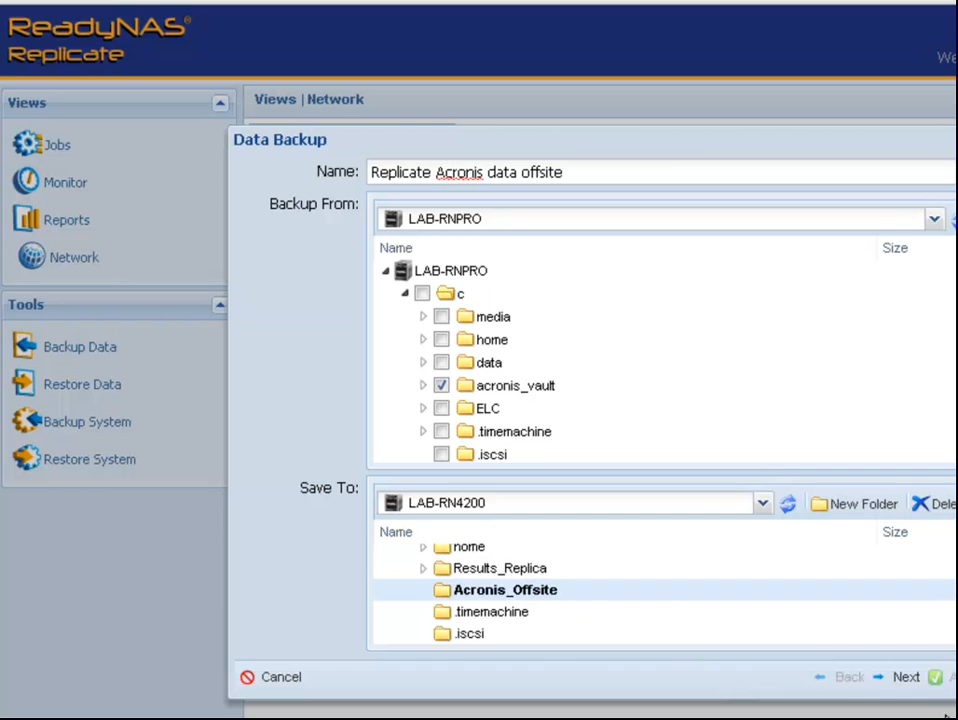 ReadyNAS®
Replicate
We
Views
Views | Network
Jobs
Monitor
Reports
Network
Tools
Backup Data
Restore Data
Backup System
Restore System
Data Backup
Name: Replicate Acronis data offsite
Backup From: LAB-RNPRO
Name Size
LAB-RNPRO
c
media
home
data
acronis_vault
ELC
.timemachine
.iscsi
Save To: LAB-RN4200 New Folder Dele
Name Size
home
Results_Replica
Acronis_Offsite
.timemachine
.iscsi
Cancel Back Next